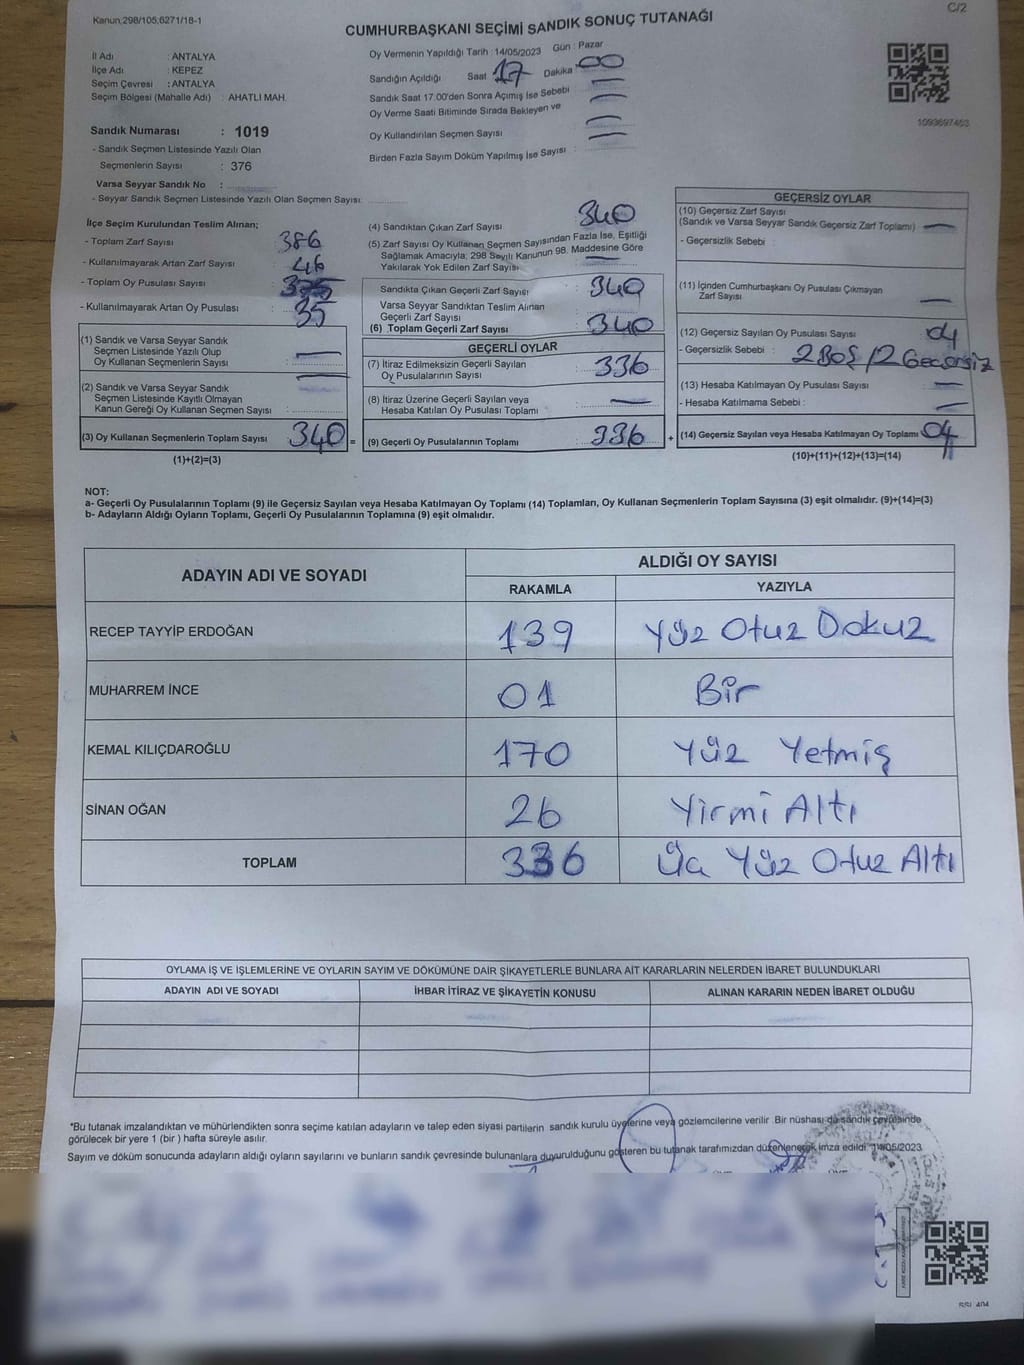 Kanun:298/105,6271/18-1
C/2
CUMHURBAŞKANI SEÇİMİ SANDIK SONUÇ TUTANAĞI
İl Adı : ANTALYA
İlçe Adı : KEPEZ
Seçim Çevresi : ANTALYA
Seçim Bölgesi (Mahalle Adı) : AHATLI MAH.
Oy Vermenin Yapıldığı Tarih : 14/05/2023 Gün : Pazar
Sandığın Açıldığı Saat 17 Dakika 00
Sandık Saat 17:00'den Sonra Açımış İse Sebebi :
Oy Verme Saati Bitiminde Sırada Bekleyen ve
Oy Kullandırılan Seçmen Sayısı :
Birden Fazla Sayım Döküm Yapılmış İse Sayısı :
1093697453
Sandık Numarası : 1019
- Sandık Seçmen Listesinde Yazılı Olan
Seçmenlerin Sayısı : 376
Varsa Seyyar Sandık No :
- Seyyar Sandık Seçmen Listesinde Yazılı Olan Seçmen Sayısı:
İlçe Seçim Kurulundan Teslim Alınan;
- Toplam Zarf Sayısı : 386
- Kullanılmayarak Artan Zarf Sayısı : 46
- Toplam Oy Pusulası Sayısı : 375
- Kullanılmayarak Artan Oy Pusulası : 35
(1) Sandık ve Varsa Seyyar Sandık
Seçmen Listesinde Yazılı Olup
Oy Kullanan Seçmenlerin Sayısı :
(2) Sandık ve Varsa Seyyar Sandık
Seçmen Listesinde Kayıtlı Olmayan
Kanun Gereği Oy Kullanan Seçmen Sayısı :
(3) Oy Kullanan Seçmenlerin Toplam Sayısı : 340 =
(1)+(2)=(3)
(4) Sandıktan Çıkan Zarf Sayısı : 340
(5) Zarf Sayısı Oy Kullanan Seçmen Sayısından Fazla İse, Eşitliği
Sağlamak Amacıyla; 298 Sayılı Kanunun 98. Maddesine Göre
Yakılarak Yok Edilen Zarf Sayısı :
Sandıkta Çıkan Geçerli Zarf Sayısı : 340
Varsa Seyyar Sandıktan Teslim Alınan
Geçerli Zarf Sayısı :
(6) Toplam Geçerli Zarf Sayısı : 340
GEÇERLİ OYLAR
(7) İtiraz Edilmeksizin Geçerli Sayılan
Oy Pusulalarının Sayısı : 336
(8) İtiraz Üzerine Geçerli Sayılan veya
Hesaba Katılan Oy Pusulası Toplamı :
(9) Geçerli Oy Pusulalarının Toplamı : 336 +
GEÇERSİZ OYLAR
(10) Geçersiz Zarf Sayısı
(Sandık ve Varsa Seyyar Sandık Geçersiz Zarf Toplamı) :
- Geçersizlik Sebebi :
(11) İçinden Cumhurbaşkanı Oy Pusulası Çıkmayan
Zarf Sayısı :
(12) Geçersiz Sayılan Oy Pusulası Sayısı : 04
- Geçersizlik Sebebi : 2 BOŞ / 2 Geçersiz
(13) Hesaba Katılmayan Oy Pusulası Sayısı :
- Hesaba Katılmama Sebebi :
(14) Geçersiz Sayılan veya Hesaba Katılmayan Oy Toplamı : 04
(10)+(11)+(12)+(13)=(14)
NOT:
a- Geçerli Oy Pusulalarının Toplamı (9) ile Geçersiz Sayılan veya Hesaba Katılmayan Oy Toplamı (14) Toplamları, Oy Kullanan Seçmenlerin Toplam Sayısına (3) eşit olmalıdır. (9)+(14)=(3)
b- Adayların Aldığı Oyların Toplamı, Geçerli Oy Pusulalarının Toplamına (9) eşit olmalıdır.
ADAYIN ADI VE SOYADI
ALDIĞI OY SAYISI
RAKAMLA YAZIYLA
RECEP TAYYİP ERDOĞAN 139 Yüz Otuz Dokuz
MUHARREM İNCE 01 Bir
KEMAL KILIÇDAROĞLU 170 Yüz Yetmiş
SİNAN OĞAN 26 Yirmi Altı
TOPLAM 336 Üç Yüz Otuz Altı
OYLAMA İŞ VE İŞLEMLERİNE VE OYLARIN SAYIM VE DÖKÜMÜNE DAİR ŞİKAYETLERLE BUNLARA AİT KARARLARIN NELERDEN İBARET BULUNDUKLARI
ADAYIN ADI VE SOYADI İHBAR İTİRAZ VE ŞİKAYETİN KONUSU ALINAN KARARIN NEDEN İBARET OLDUĞU
*Bu tutanak imzalandıktan ve mühürlendikten sonra seçime katılan adayların ve talep eden siyasi partilerin sandık kurulu üyelerine veya gözlemcilerine verilir. Bir nüshası da sandık çevresinde
görülecek bir yere 1 (bir ) hafta süreyle asılır.
Sayım ve döküm sonucunda adayların aldığı oyların sayılarını ve bunların sandık çevresinde bulunanlara duyurulduğunu gösteren bu tutanak tarafımızdan düzenlenerek imza edildi. 14/05/2023